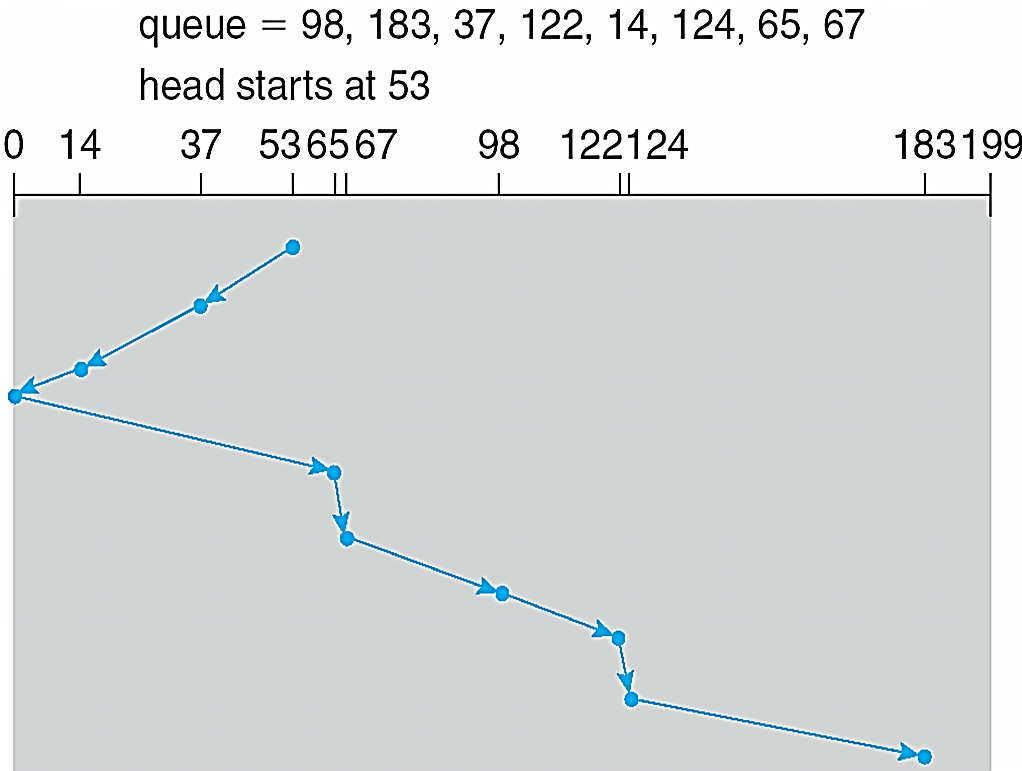 queue = 98, 183, 37, 122, 14, 124, 65, 67
head starts at 53
0 14 37 53 65 67 98 122 124 183 199